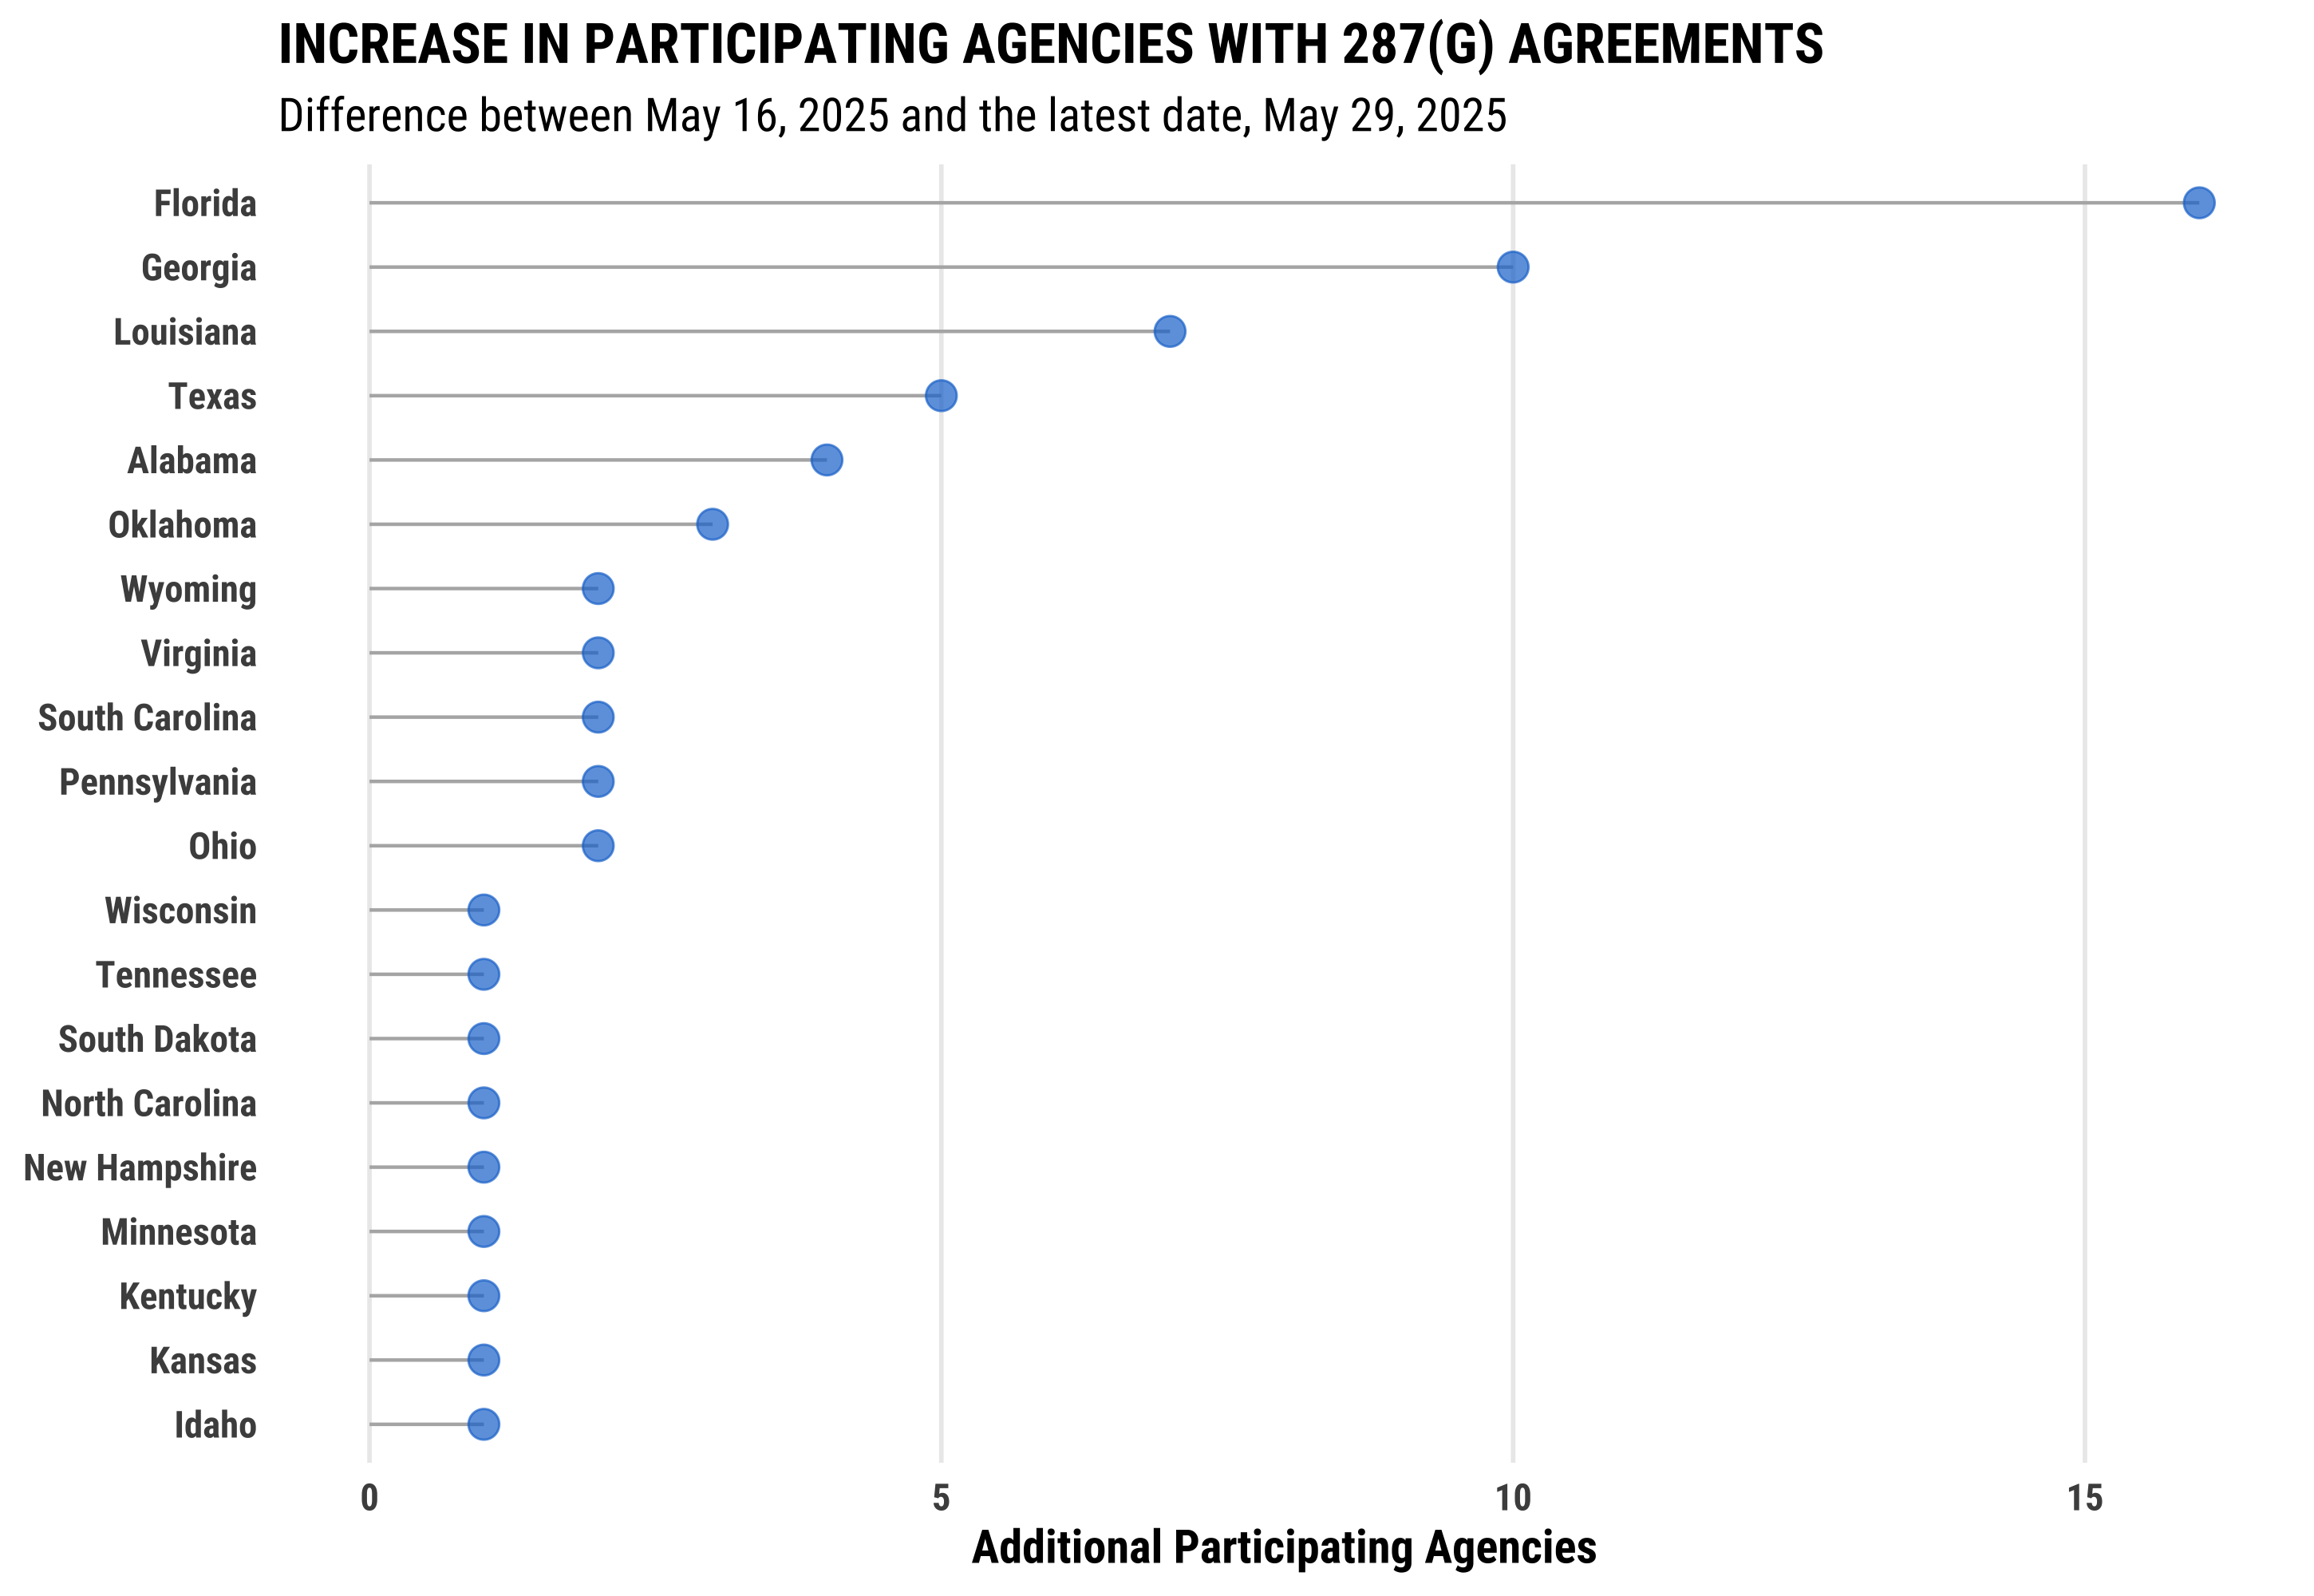 INCREASE IN PARTICIPATING AGENCIES WITH 287(G) AGREEMENTS
Difference between May 16, 2025 and the latest date, May 29, 2025
Florida
Georgia
Louisiana
Texas
Alabama
Oklahoma
Wyoming
Virginia
South Carolina
Pennsylvania
Ohio
Wisconsin
Tennessee
South Dakota
North Carolina
New Hampshire
Minnesota
Kentucky
Kansas
Idaho
0 5 10 15
Additional Participating Agencies